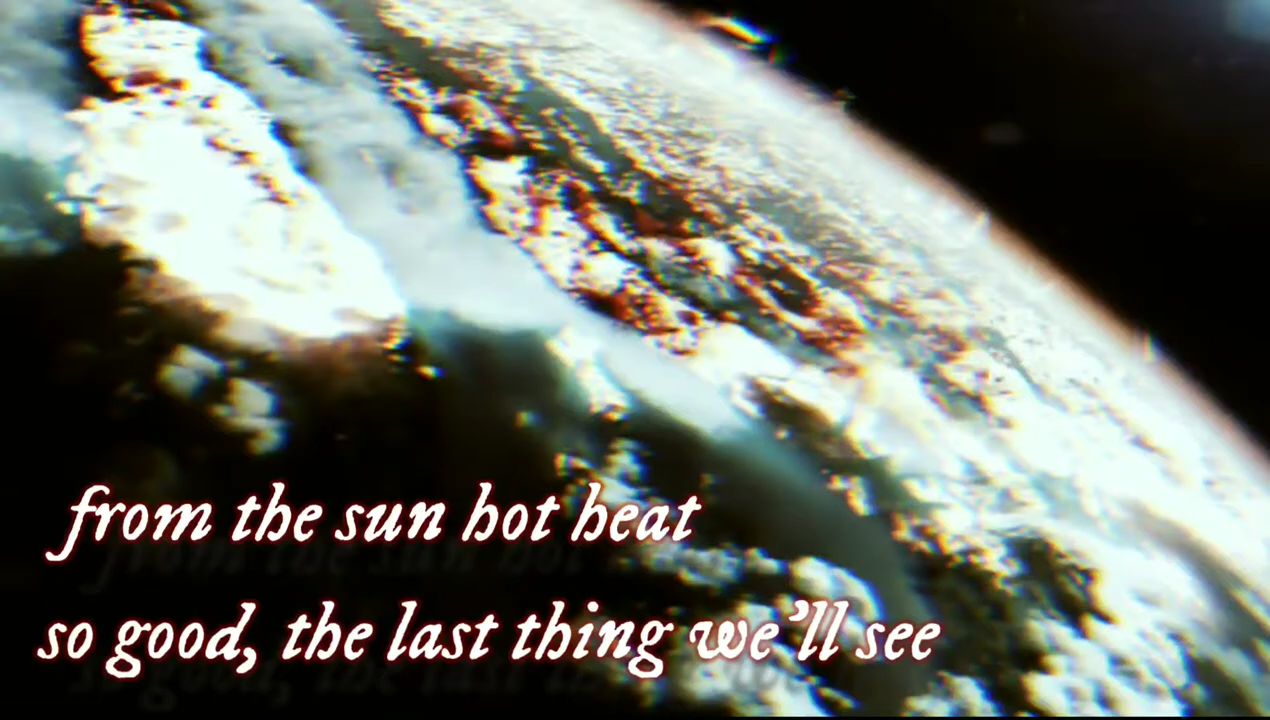 from the sun hot heat
so good, the last thing we'll see